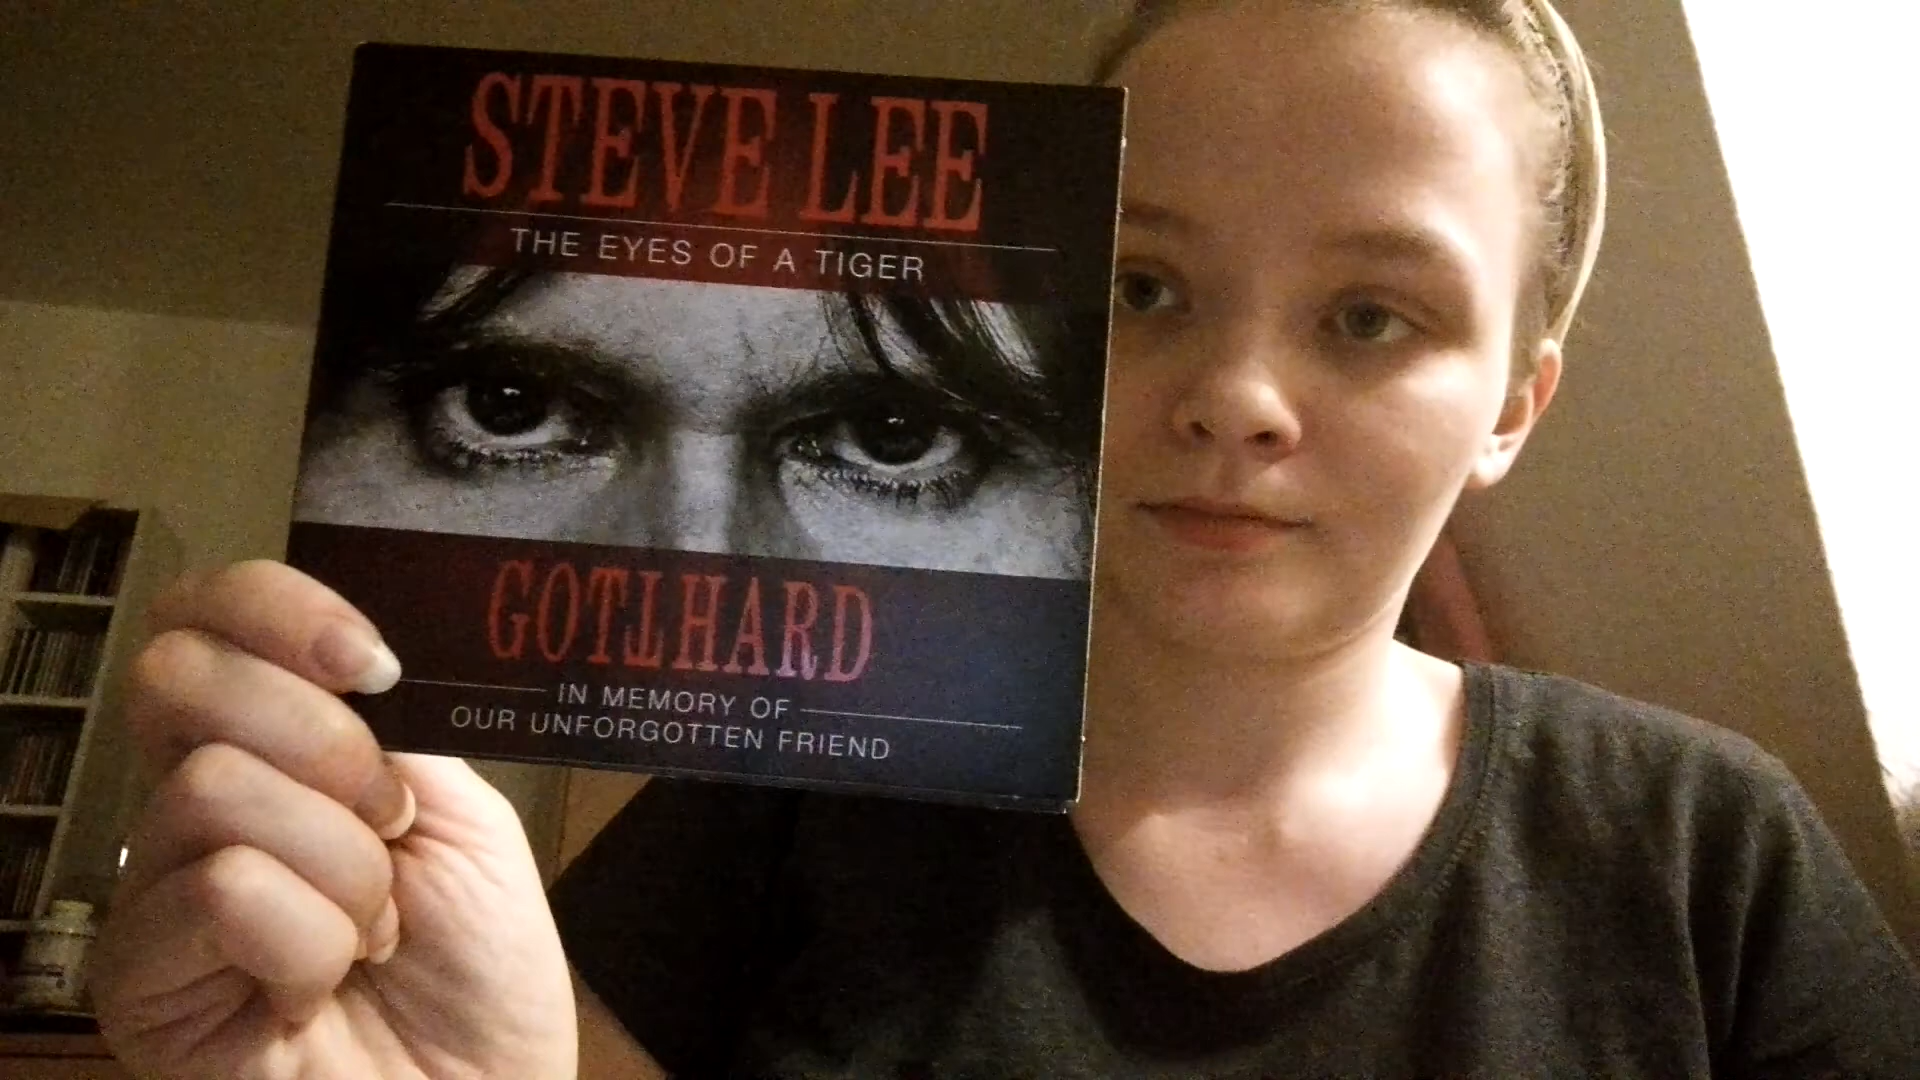 STEVE LEE
THE EYES OF A TIGER
GOTTHARD
IN MEMORY OF
OUR UNFORGOTTEN FRIEND